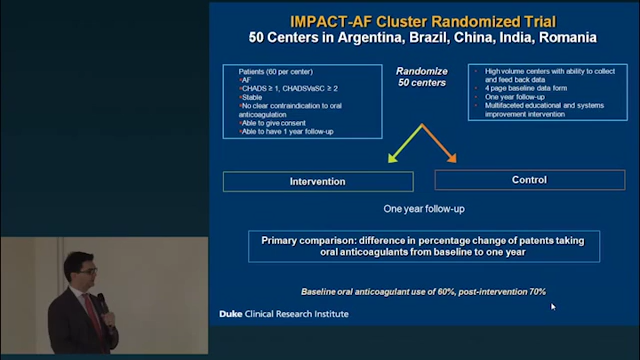 IMPACT-AF Cluster Randomized Trial
50 Centers in Argentina, Brazil, China, India, Romania
Patients (60 per center)
•AF
•CHADS ≥ 1, CHADSVaSC ≥ 2
•Stable
•No clear contraindication to oral
anticoagulation
•Able to give consent
•Able to have 1 year follow-up
Randomize
50 centers
• High volume centers with ability to collect
and feed back data
• 4 page baseline data form
• One year follow-up
• Multifaceted educational and systems
improvement intervention
Intervention
Control
One year follow-up
Primary comparison: difference in percentage change of patents taking
oral anticoagulants from baseline to one year
Baseline oral anticoagulant use of 60%, post-intervention 70%
Duke Clinical Research Institute